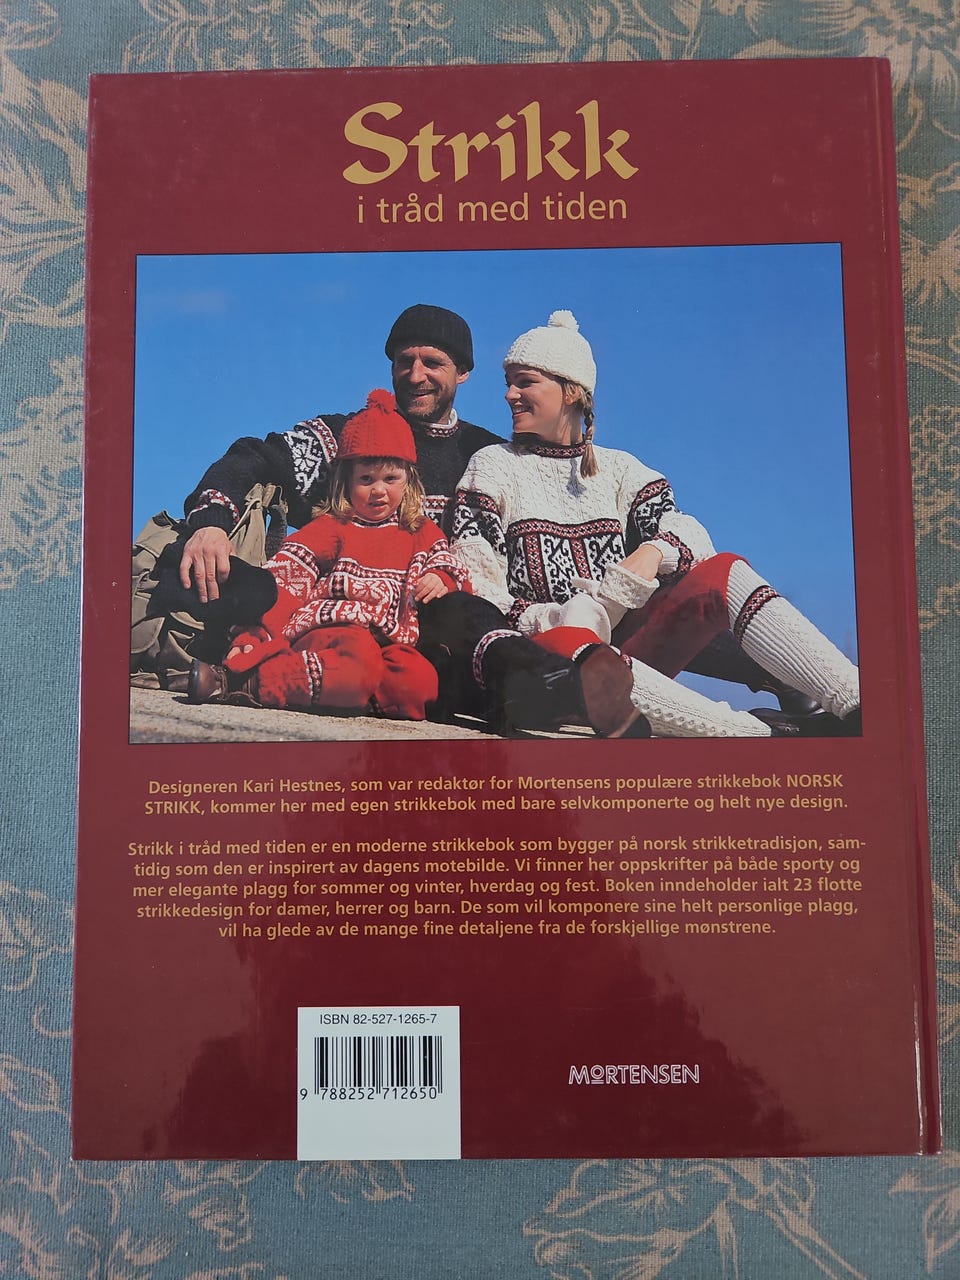 Strikk
i tråd med tiden
Designeren Kari Hestnes, som var redaktør for Mortensens populære strikkebok NORSK
STRIKK, kommer her med egen strikkebok med bare selvkomponerte og helt nye design.
Strikk i tråd med tiden er en moderne strikkebok som bygger på norsk strikketradisjon, sam-
tidig som den er inspirert av dagens motebilde. Vi finner her oppskrifter på både sporty og
mer elegante plagg for sommer og vinter, hverdag og fest. Boken inndeholder ialt 23 flotte
strikkedesign for damer, herrer og barn. De som vil komponere sine helt personlige plagg,
vil ha glede av de mange fine detaljene fra de forskjellige mønstrene.
ISBN 82-527-1265-7
9 788252 712650
MORTENSEN